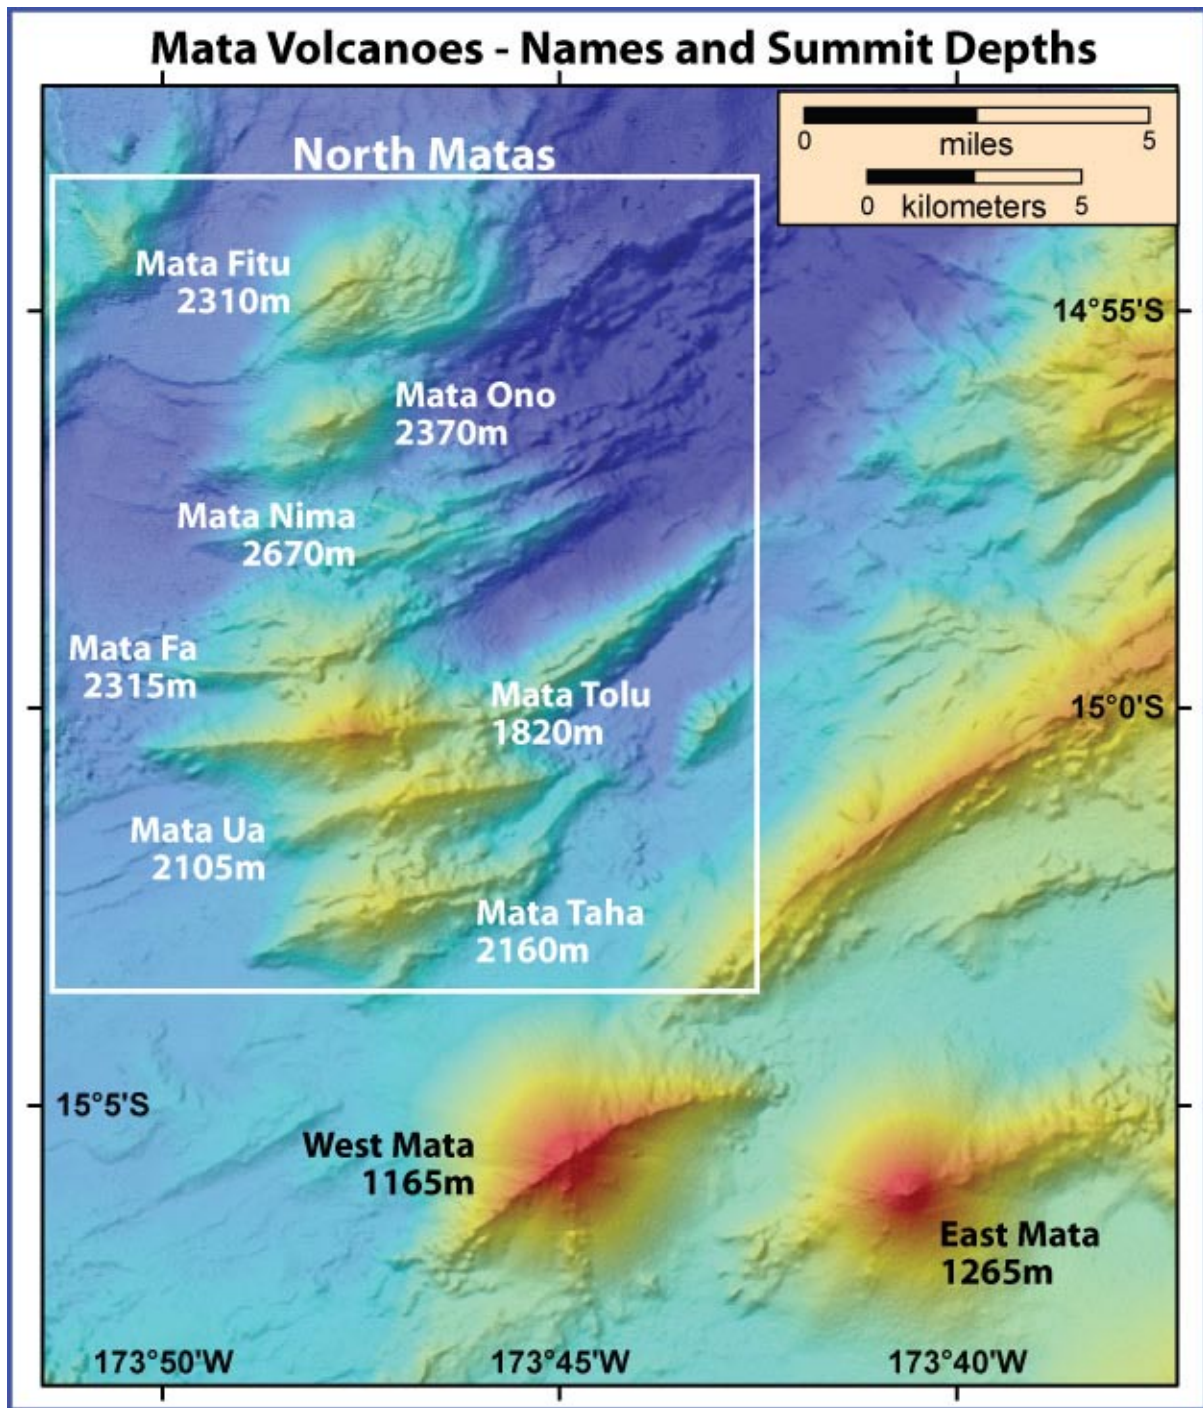 Mata Volcanoes - Names and Summit Depths
North Matas
0 5
miles
0 kilometers 5
Mata Fitu
2310m
14°55'S
Mata Ono
2370m
Mata Nima
2670m
Mata Fa
2315m
Mata Tolu
1820m
15°0'S
Mata Ua
2105m
Mata Taha
2160m
15°5'S
West Mata
1165m
East Mata
1265m
173°50'W 173°45'W 173°40'W